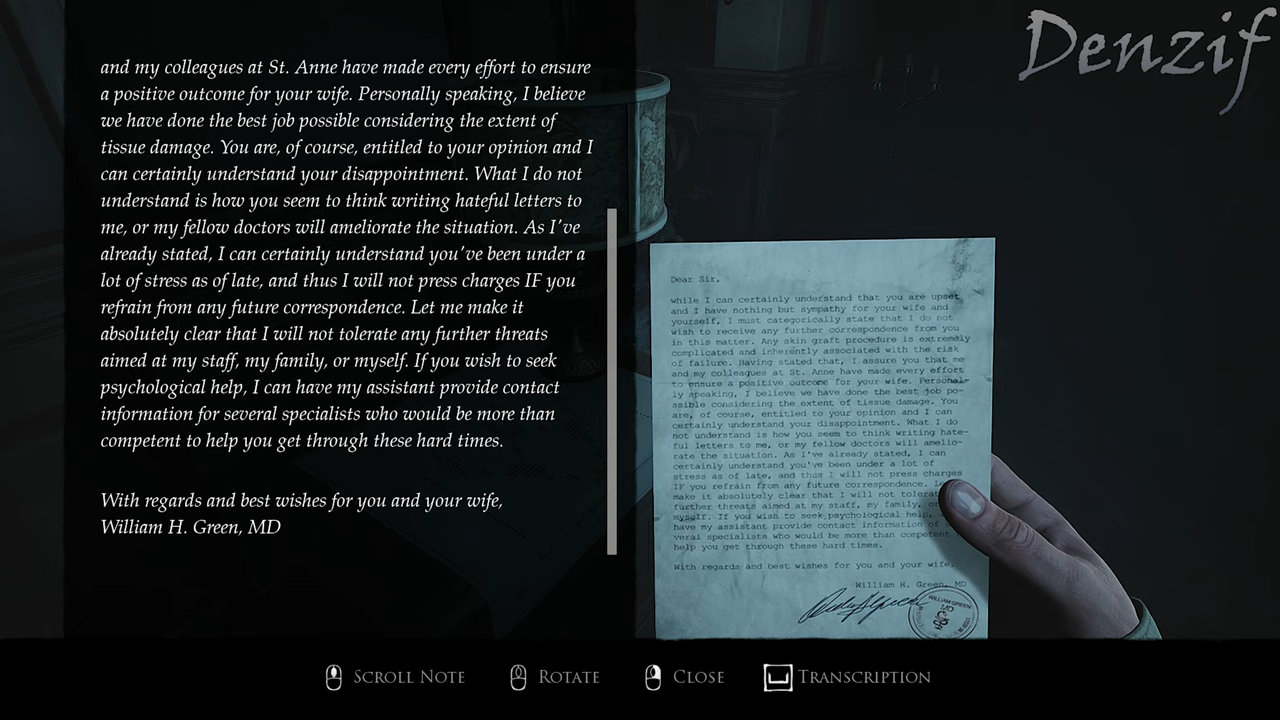 Denzif
and my colleagues at St. Anne have made every effort to ensure
a positive outcome for your wife. Personally speaking, I believe
we have done the best job possible considering the extent of
tissue damage. You are, of course, entitled to your opinion and I
can certainly understand your disappointment. What I do not
understand is how you seem to think writing hateful letters to
me, or my fellow doctors will ameliorate the situation. As I've
already stated, I can certainly understand you've been under a
lot of stress as of late, and thus I will not press charges IF you
refrain from any future correspondence. Let me make it
absolutely clear that I will not tolerate any further threats
aimed at my staff, my family, or myself. If you wish to seek
psychological help, I can have my assistant provide contact
information for several specialists who would be more than
competent to help you get through these hard times.
With regards and best wishes for you and your wife,
William H. Green, MD
Dear Sir,
while I can certainly understand that you are upset
and I have nothing but sympathy for your wife and
yourself, I must categorically state that I do not
wish to receive any further correspondence from you
in this matter. Any skin graft procedure is extremely
complicated and inherently associated with the risk
of failure. Having stated that, I assure you that me
and my colleagues at St. Anne have made every effort
to ensure a positive outcome for your wife. Personal-
ly speaking, I believe we have done the best job po-
ssible considering the extent of tissue damage. You
are, of course, entitled to your opinion and I can
certainly understand your disappointment. What I do
not understand is how you seem to think writing hate-
ful letters to me, or my fellow doctors will amelio-
rate the situation. As I've already stated, I can
certainly understand you've been under a lot of
stress as of late, and thus I will not press charges
IF you refrain from any future correspondence.
make it absolutely clear that I will not
further threats aimed at my staff, my family, or
myself. If you wish to seek psychological help,
have my assistant provide contact information
veral specialists who would be more than competent
help you get through these hard times.
With regards and best wishes for you and your wife,
William H. Green, MD
WILLIAM GREEN
SCROLL NOTE
ROTATE
CLOSE
TRANSCRIPTION